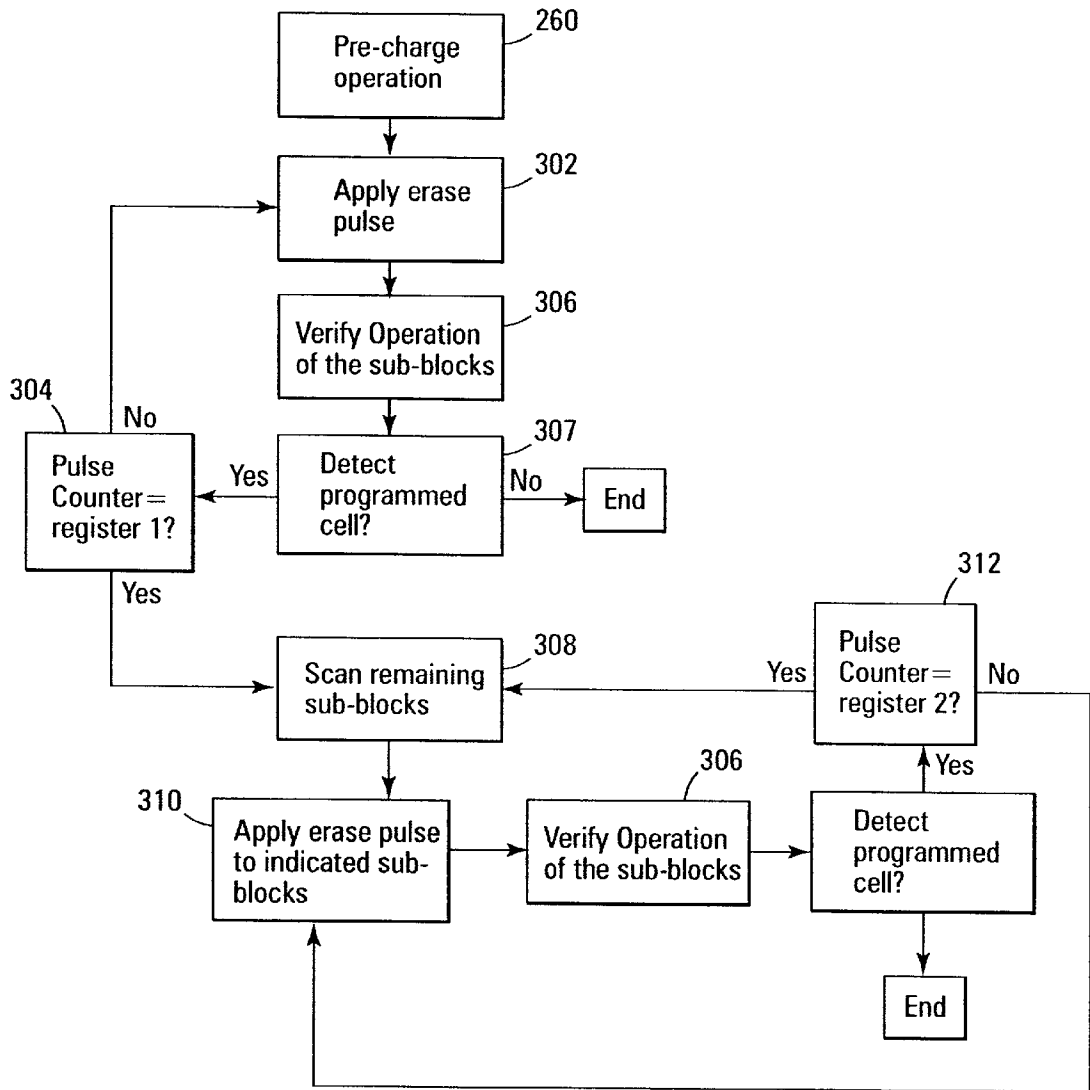 260
Pre-charge
operation
302
Apply erase
pulse
306
Verify Operation
of the sub-blocks
304
No
307
Pulse
Counter=
register 1?
Yes
Detect
programmed
cell?
No
End
Yes
312
308
Scan remaining
sub-blocks
Yes
Pulse
Counter=
register 2?
No
306
Yes
310
Apply erase pulse
to indicated sub-
blocks
Verify Operation
of the sub-blocks
Detect
programmed
cell?
End